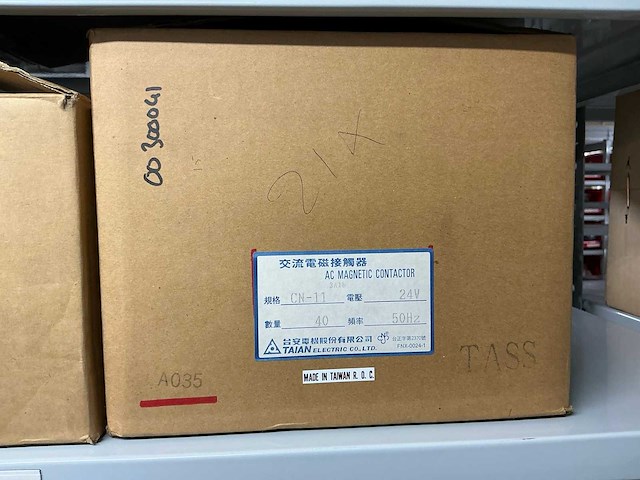 00300041
214
交流電磁接觸器
AC MAGNETIC CONTACTOR
規格 CN-11 電壓 24V
數量 40 頻率 50Hz
台安電機股份有限公司
TAIAN ELECTRIC CO., LTD.
FNX-0024-1
MADE IN TAIWAN R. O. C.
TASS
A035